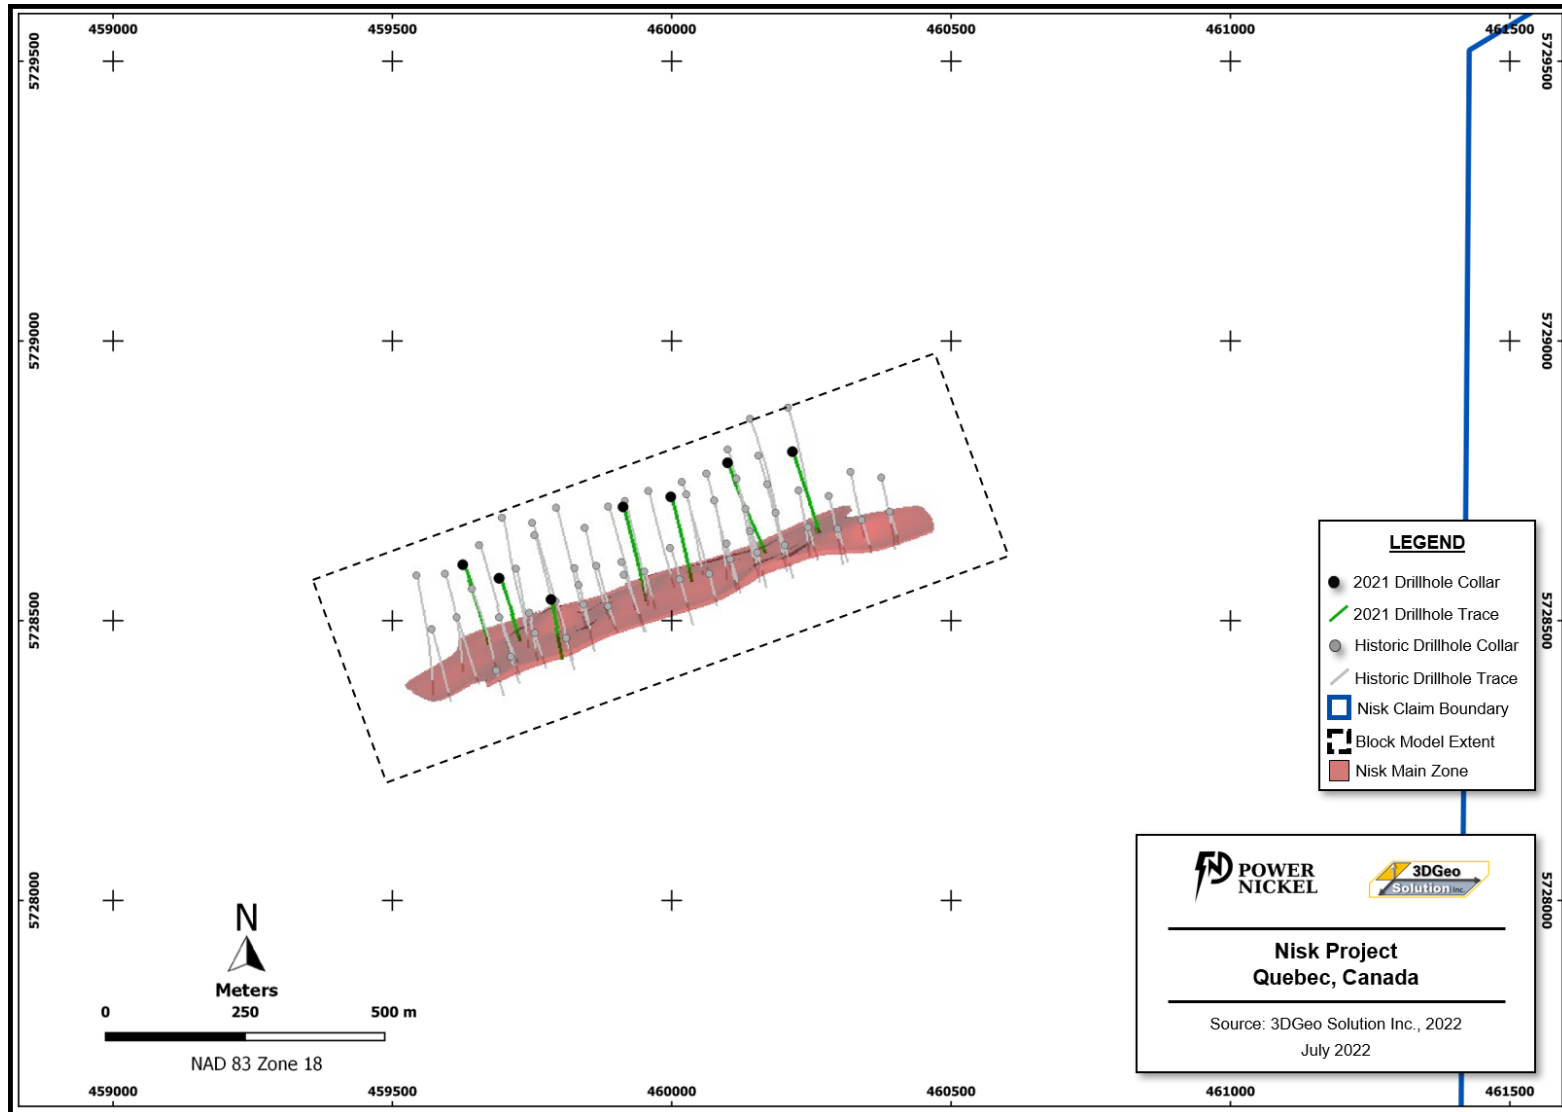 459000 459500 460000 460500 461000 461500
5729500 5729500
5729000 5729000
5728500 5728500
5728000 5728000
LEGEND
2021 Drillhole Collar
2021 Drillhole Trace
Historic Drillhole Collar
Historic Drillhole Trace
Nisk Claim Boundary
Block Model Extent
Nisk Main Zone
POWER
NICKEL
3DGeo
Solution Inc.
Nisk Project
Quebec, Canada
Source: 3DGeo Solution Inc., 2022
July 2022
N
Meters
0 250 500 m
NAD 83 Zone 18
459000 459500 460000 460500 461000 461500